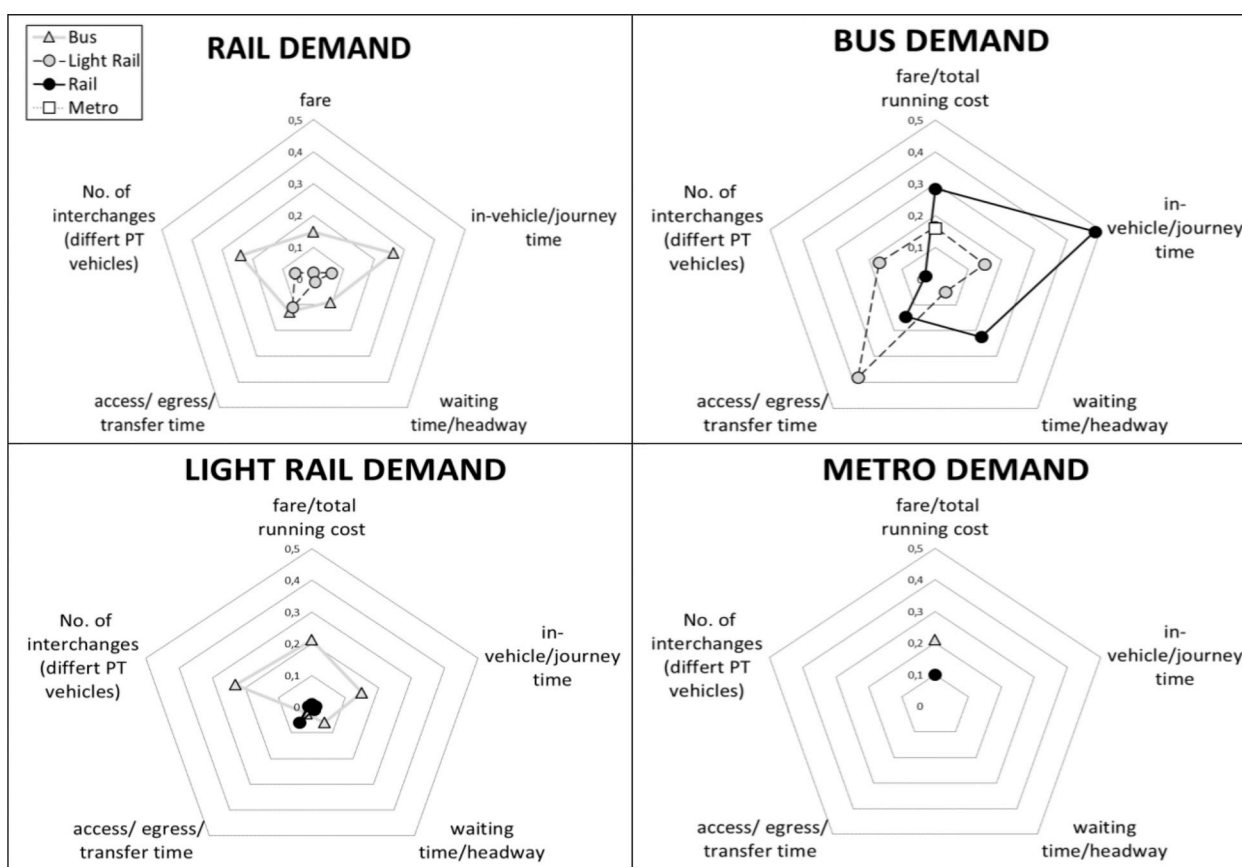 RAIL DEMAND
Bus
Light Rail
Rail
Metro
fare
0,5
0,4
0,3
0,2
0,1
0
No. of
interchanges
(differt PT
vehicles)
in-vehicle/journey
time
access/ egress/
transfer time
waiting
time/headway
BUS DEMAND
fare/total
running cost
0,5
0,4
0,3
0,2
0,1
0
No. of
interchanges
(differt PT
vehicles)
in-
vehicle/journey
time
access/ egress/
transfer time
waiting
time/headway
LIGHT RAIL DEMAND
fare/total
running cost
0,5
0,4
0,3
0,2
0,1
0
No. of
interchanges
(differt PT
vehicles)
in-
vehicle/journey
time
access/ egress/
transfer time
waiting
time/headway
METRO DEMAND
fare/total
running cost
0,5
0,4
0,3
0,2
0,1
0
No. of
interchanges
(differt PT
vehicles)
in-
vehicle/journey
time
access/ egress/
transfer time
waiting
time/headway